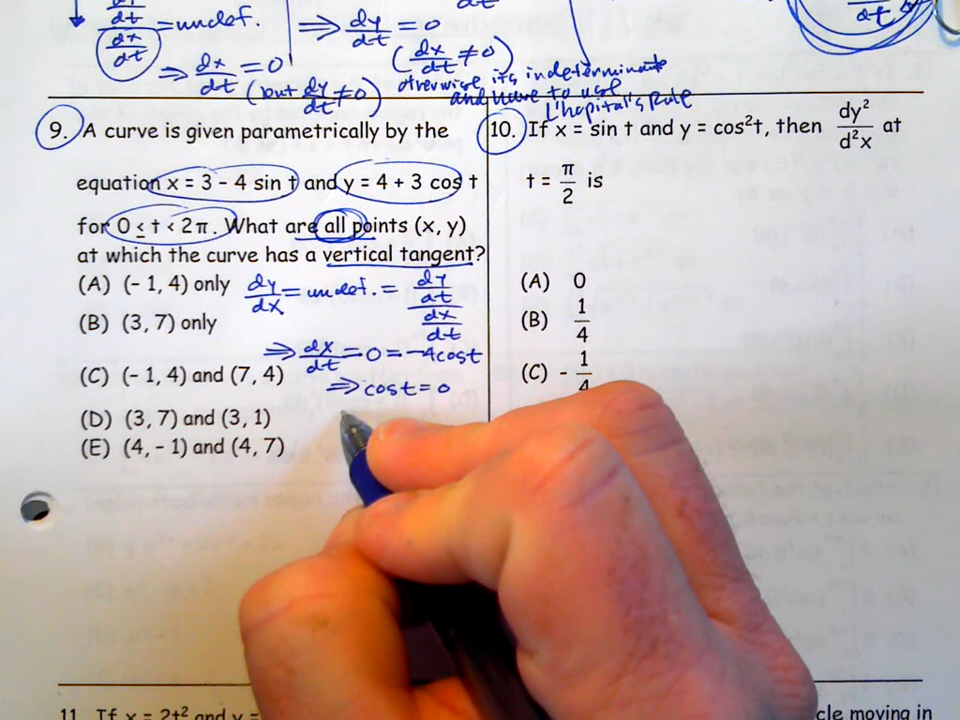 dt = undef.
dx
dt
⇒ dx/dt = 0
(but dy/dt ≠ 0)
⇒ dy/dt = 0
(dx/dt ≠ 0)
otherwise its indeterminate
and have to use
L'hopital's Rule
dt
dt
9. A curve is given parametrically by the
equation x = 3 - 4 sin t and y = 4 + 3 cos t
for 0 ≤ t < 2π. What are all points (x, y)
at which the curve has a vertical tangent?
(A) (- 1, 4) only
(B) (3, 7) only
(C) (- 1, 4) and (7, 4)
(D) (3, 7) and (3, 1)
(E) (4, - 1) and (4, 7)
dy/dx = undef. = dy/dt / dx/dt
⇒ dx/dt = 0 = -4cost
⇒ cost = 0
10. If x = sin t and y = cos²t, then dy²/d²x at
t = π/2 is
(A) 0
(B) 1/4
(C) - 1/4
11. If x = 2t² and y =
cle moving in